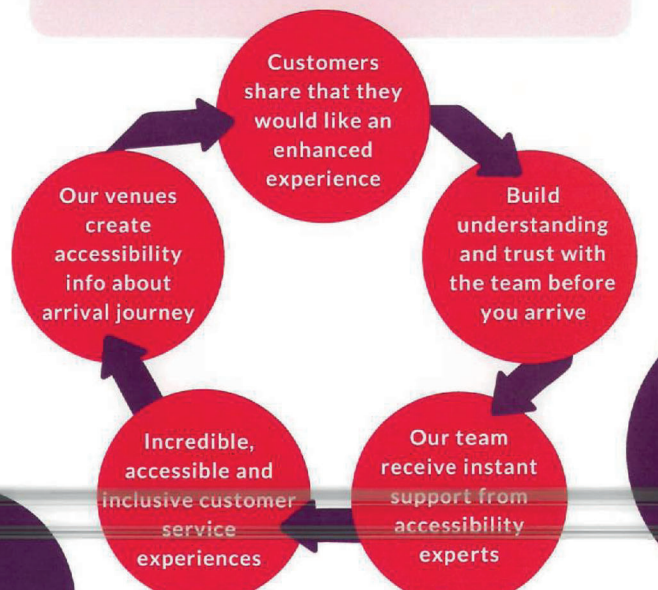 Customers
share that they
would like an
enhanced
experience
Build
understanding
and trust with
the team before
you arrive
Our team
receive instant
support from
accessibility
experts
Incredible,
accessible and
inclusive customer
service
experiences
Our venues
create
accessibility
info about
arrival journey